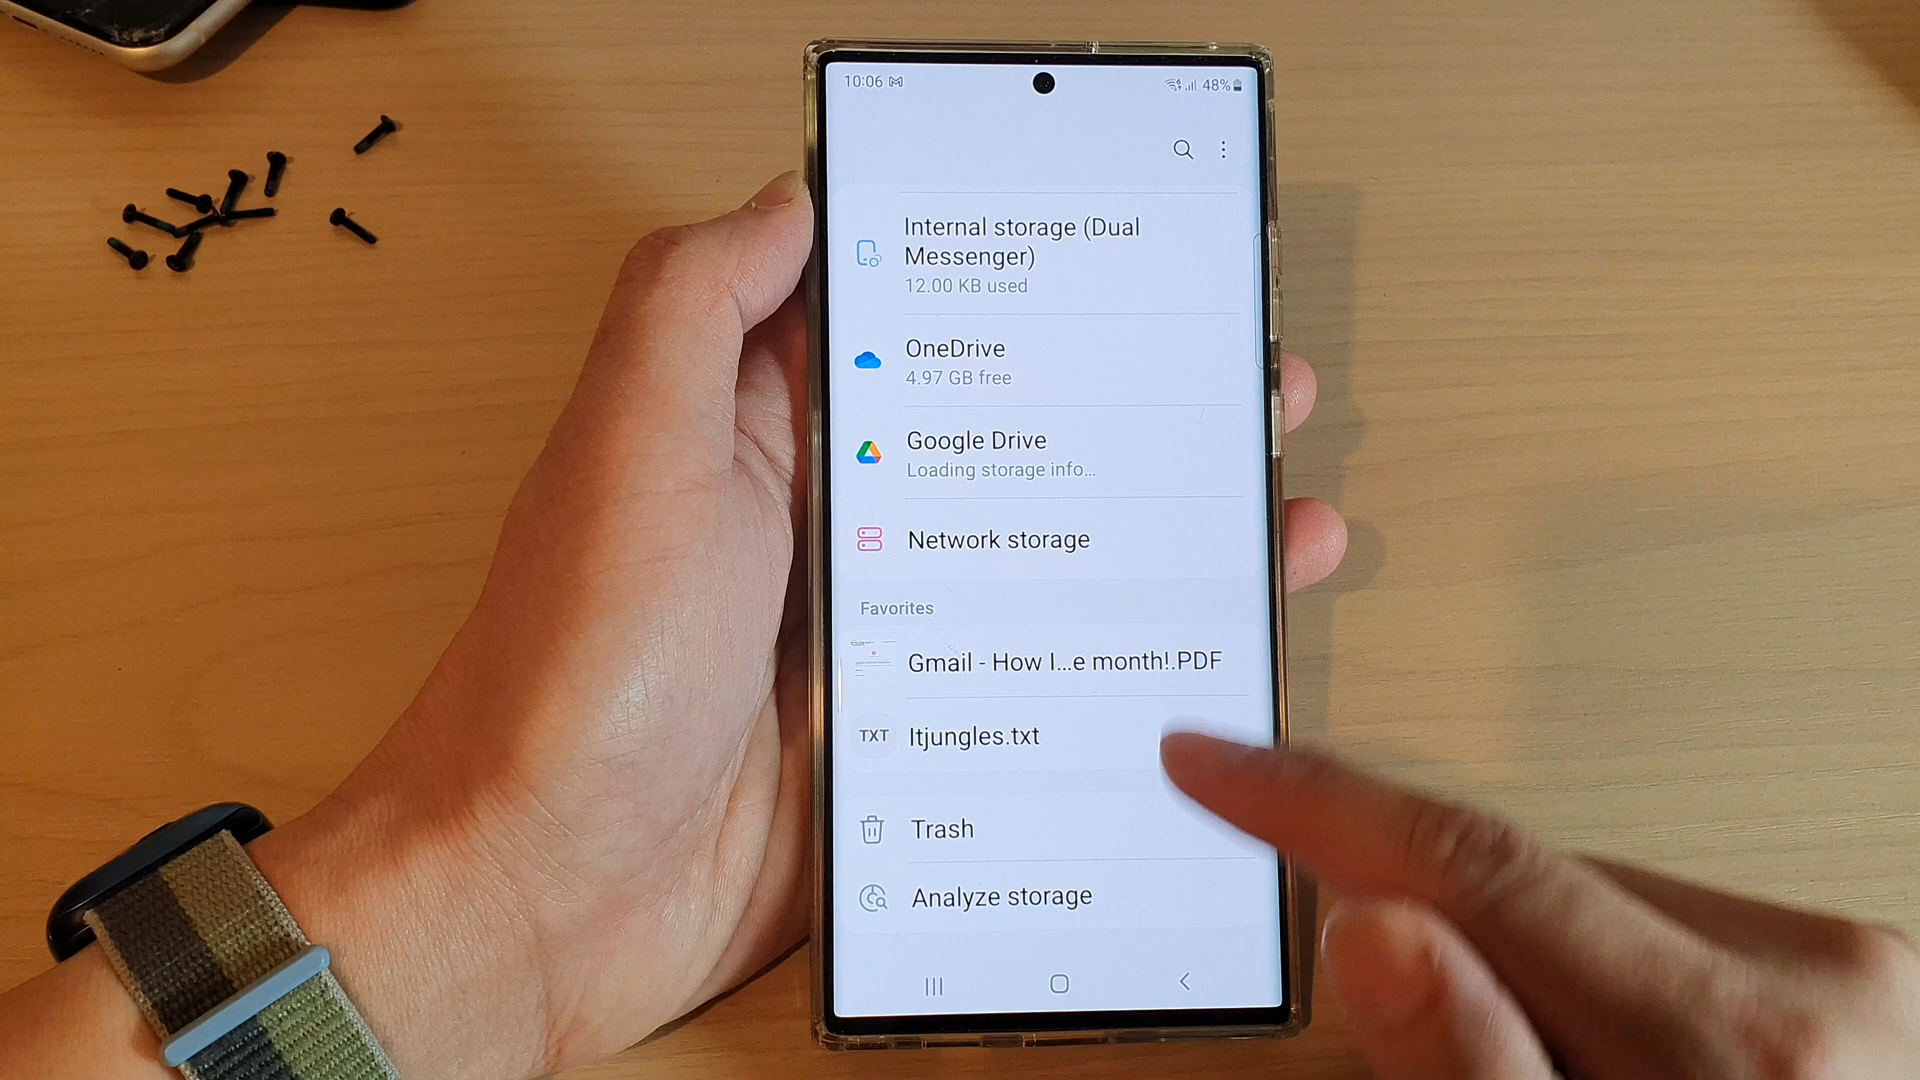 10:06
48%
Internal storage (Dual
Messenger)
12.00 KB used
OneDrive
4.97 GB free
Google Drive
Loading storage info...
Network storage
Favorites
Gmail - How I...e month!.PDF
TXT Itjungles.txt
Trash
Analyze storage